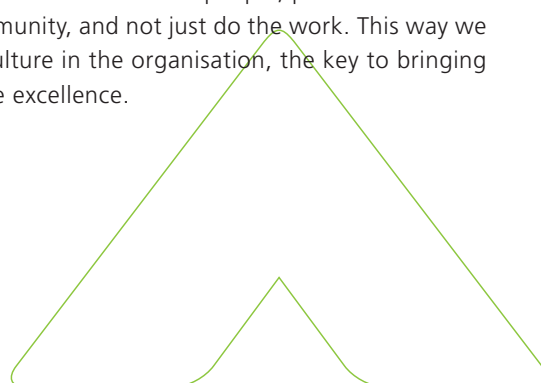 munity, and not just do the work. This way we
ulture in the organisation, the key to bringing
e excellence.